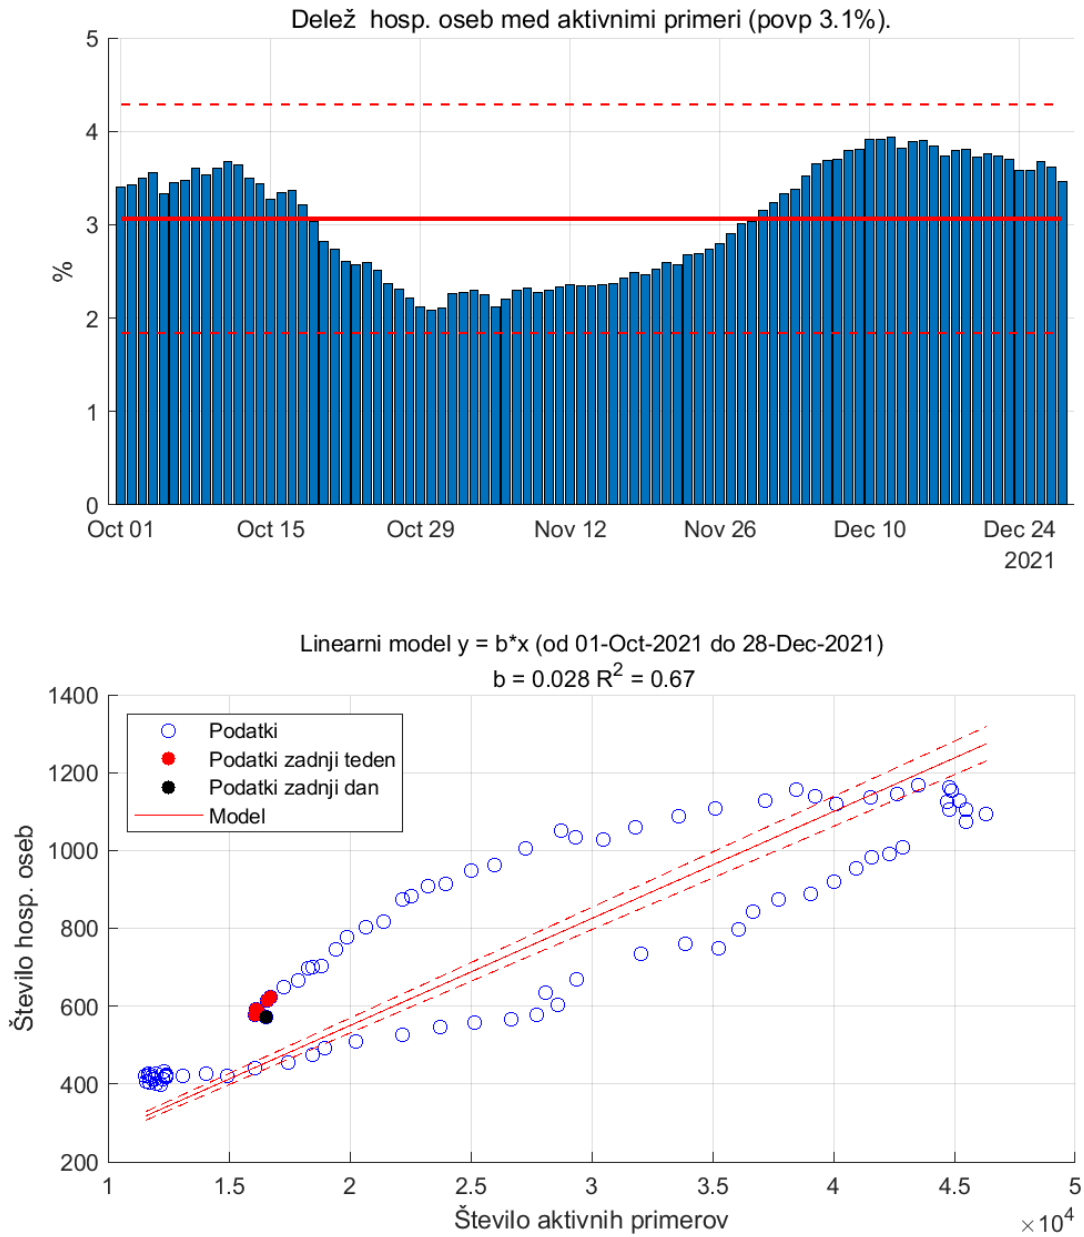 Delež hosp. oseb med aktivnimi primeri (povp 3.1%).
5
4
3
2
1
0
%
Oct 01 Oct 15 Oct 29 Nov 12 Nov 26 Dec 10 Dec 24
2021
Linearni model y = b*x (od 01-Oct-2021 do 28-Dec-2021)
b = 0.028 R² = 0.67
1400
1200
1000
800
600
400
200
Število hosp. oseb
Podatki
Podatki zadnji teden
Podatki zadnji dan
Model
1 1.5 2 2.5 3 3.5 4 4.5 5
Število aktivnih primerov
×10⁴